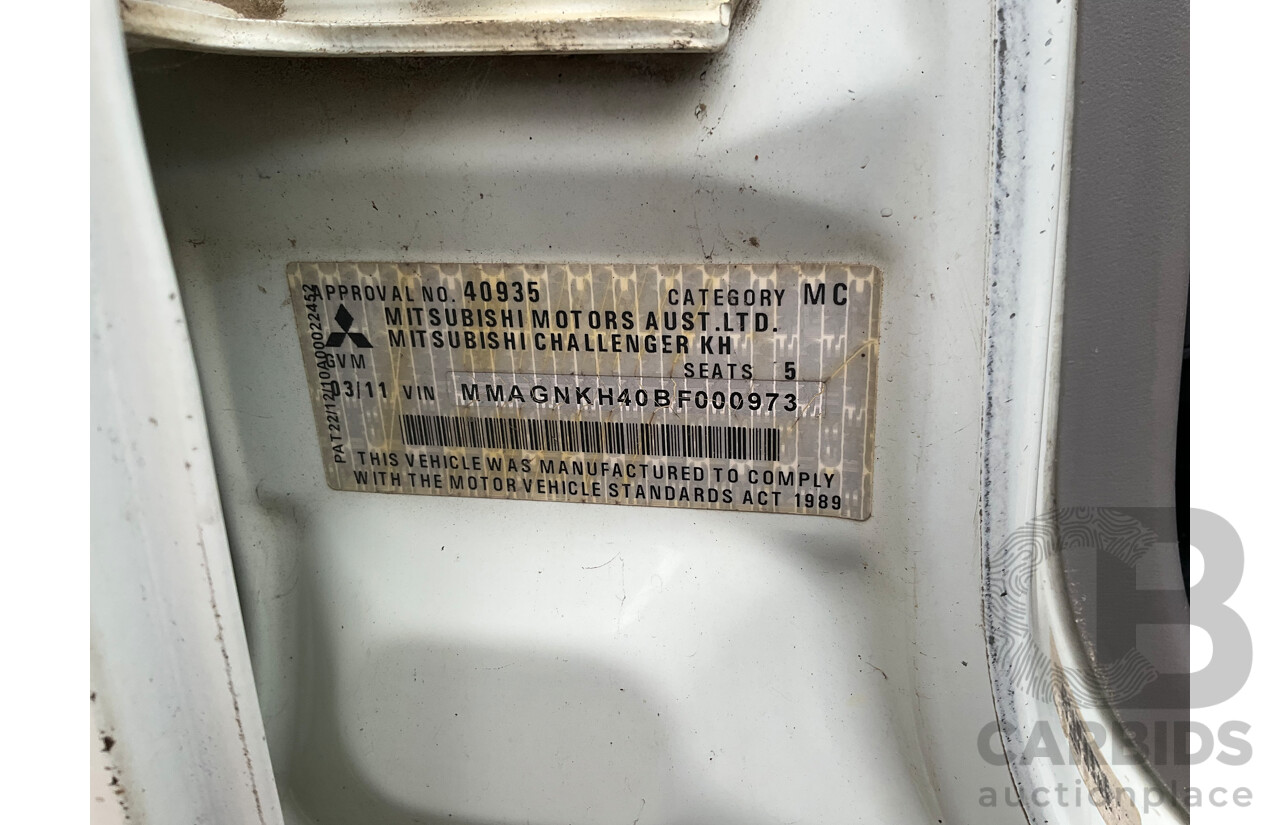 APPROVAL NO. 40935 CATEGORY MC
MITSUBISHI MOTORS AUST.LTD.
MITSUBISHI CHALLENGER KH
GVM SEATS 5
03/11 VIN MMAGNKH40BF000973
THIS VEHICLE WAS MANUFACTURED TO COMPLY
WITH THE MOTOR VEHICLE STANDARDS ACT 1989
CB
CARBIDS
auctionplace